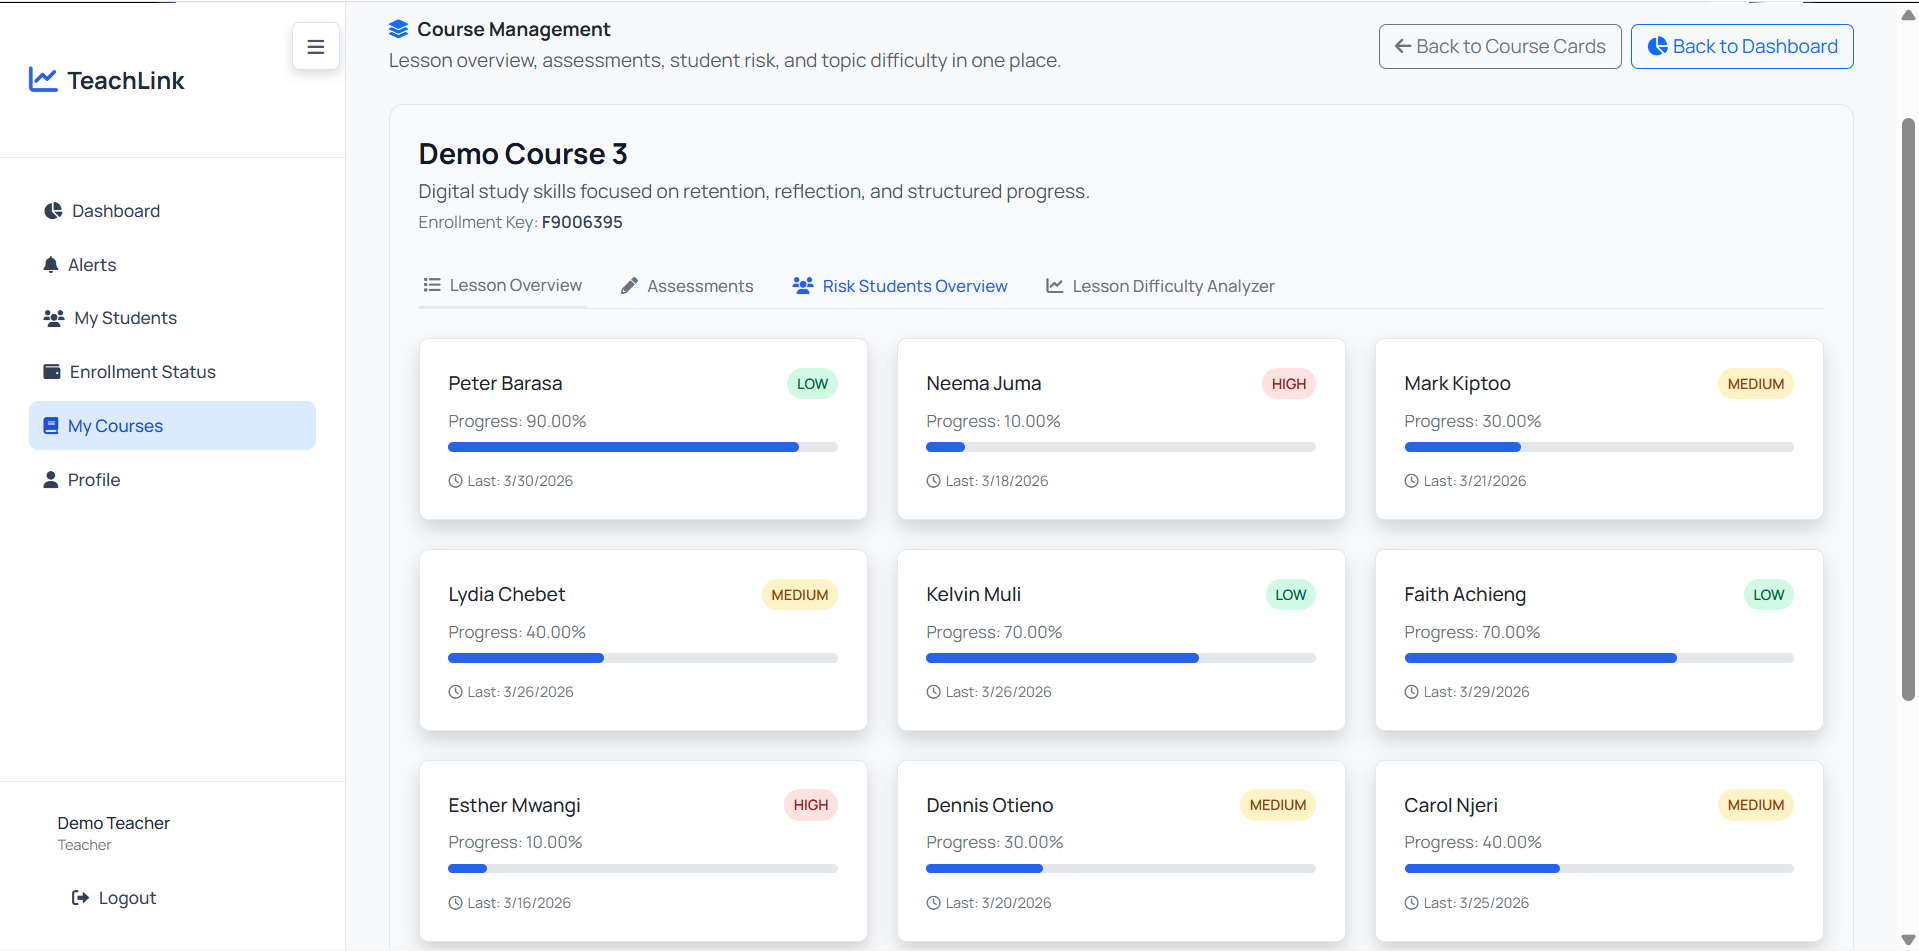 TeachLink
Dashboard
Alerts
My Students
Enrollment Status
My Courses
Profile
Demo Teacher
Teacher
Logout
Course Management
Lesson overview, assessments, student risk, and topic difficulty in one place.
Back to Course Cards
Back to Dashboard
Demo Course 3
Digital study skills focused on retention, reflection, and structured progress.
Enrollment Key: F9006395
Lesson Overview
Assessments
Risk Students Overview
Lesson Difficulty Analyzer
Peter Barasa
LOW
Progress: 90.00%
Last: 3/30/2026
Neema Juma
HIGH
Progress: 10.00%
Last: 3/18/2026
Mark Kiptoo
MEDIUM
Progress: 30.00%
Last: 3/21/2026
Lydia Chebet
MEDIUM
Progress: 40.00%
Last: 3/26/2026
Kelvin Muli
LOW
Progress: 70.00%
Last: 3/26/2026
Faith Achieng
LOW
Progress: 70.00%
Last: 3/29/2026
Esther Mwangi
HIGH
Progress: 10.00%
Last: 3/16/2026
Dennis Otieno
MEDIUM
Progress: 30.00%
Last: 3/20/2026
Carol Njeri
MEDIUM
Progress: 40.00%
Last: 3/25/2026